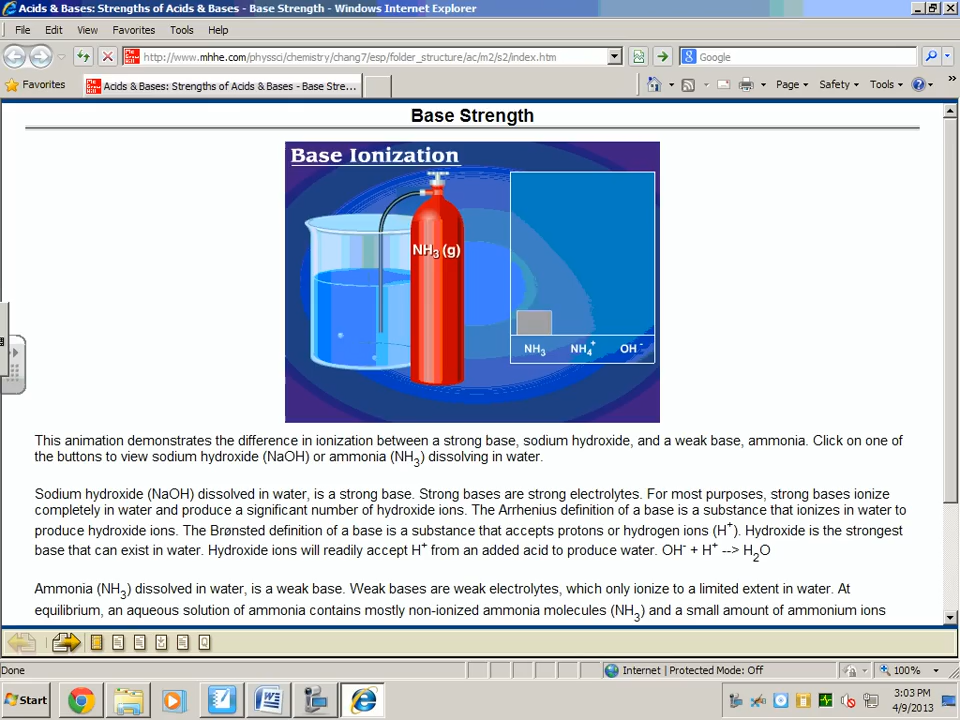 Acids & Bases: Strengths of Acids & Bases - Base Strength - Windows Internet Explorer
File Edit View Favorites Tools Help
http://www.mhhe.com/physsci/chemistry/chang7/esp/folder_structure/ac/m2/s2/index.htm Google
Favorites Acids & Bases: Strengths of Acids & Bases - Base Stre... Page Safety Tools
Base Strength
Base Ionization
NH₃ (g)
NH₃ NH₄⁺ OH⁻
This animation demonstrates the difference in ionization between a strong base, sodium hydroxide, and a weak base, ammonia. Click on one of
the buttons to view sodium hydroxide (NaOH) or ammonia (NH₃) dissolving in water.
Sodium hydroxide (NaOH) dissolved in water, is a strong base. Strong bases are strong electrolytes. For most purposes, strong bases ionize
completely in water and produce a significant number of hydroxide ions. The Arrhenius definition of a base is a substance that ionizes in water to
produce hydroxide ions. The Brønsted definition of a base is a substance that accepts protons or hydrogen ions (H⁺). Hydroxide is the strongest
base that can exist in water. Hydroxide ions will readily accept H⁺ from an added acid to produce water. OH⁻ + H⁺ --> H₂O
Ammonia (NH₃) dissolved in water, is a weak base. Weak bases are weak electrolytes, which only ionize to a limited extent in water. At
equilibrium, an aqueous solution of ammonia contains mostly non-ionized ammonia molecules (NH₃) and a small amount of ammonium ions
Done Internet | Protected Mode: Off 100%
Start 3:03 PM
4/9/2013